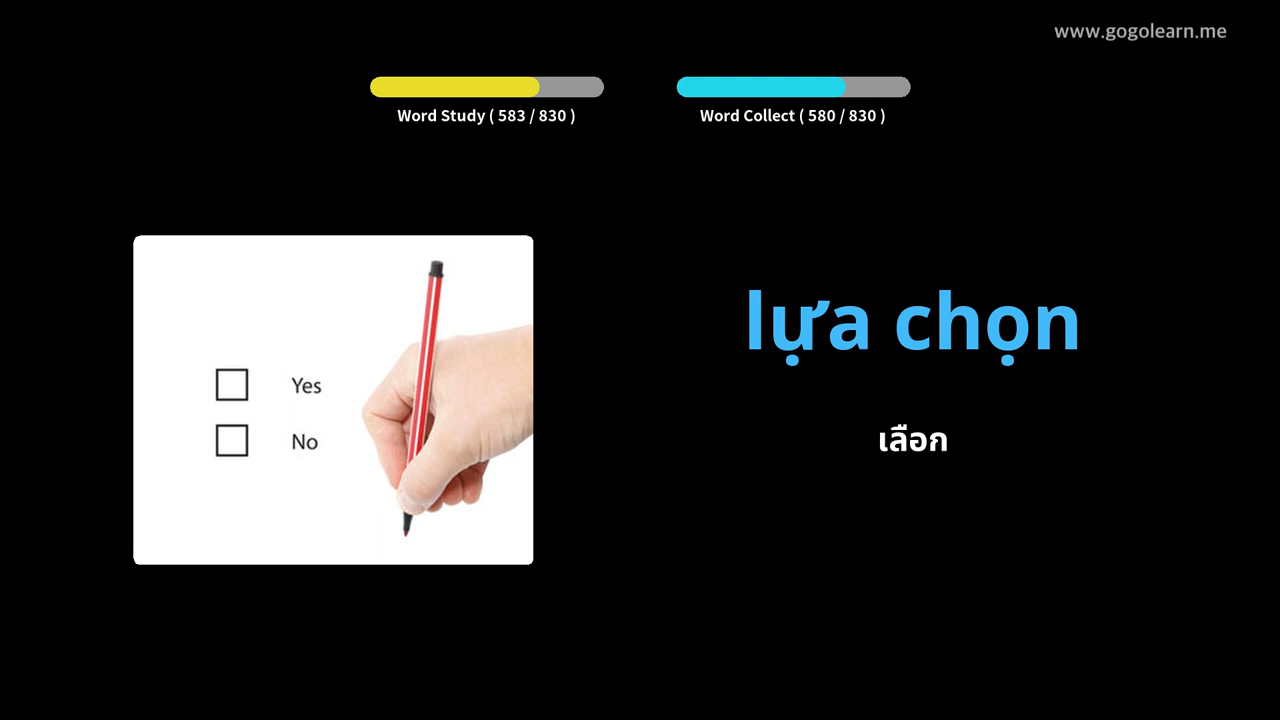 www.gogolearn.me
Word Study ( 583 / 830 )
Word Collect ( 580 / 830 )
Yes
No
lựa chọn
เลือก